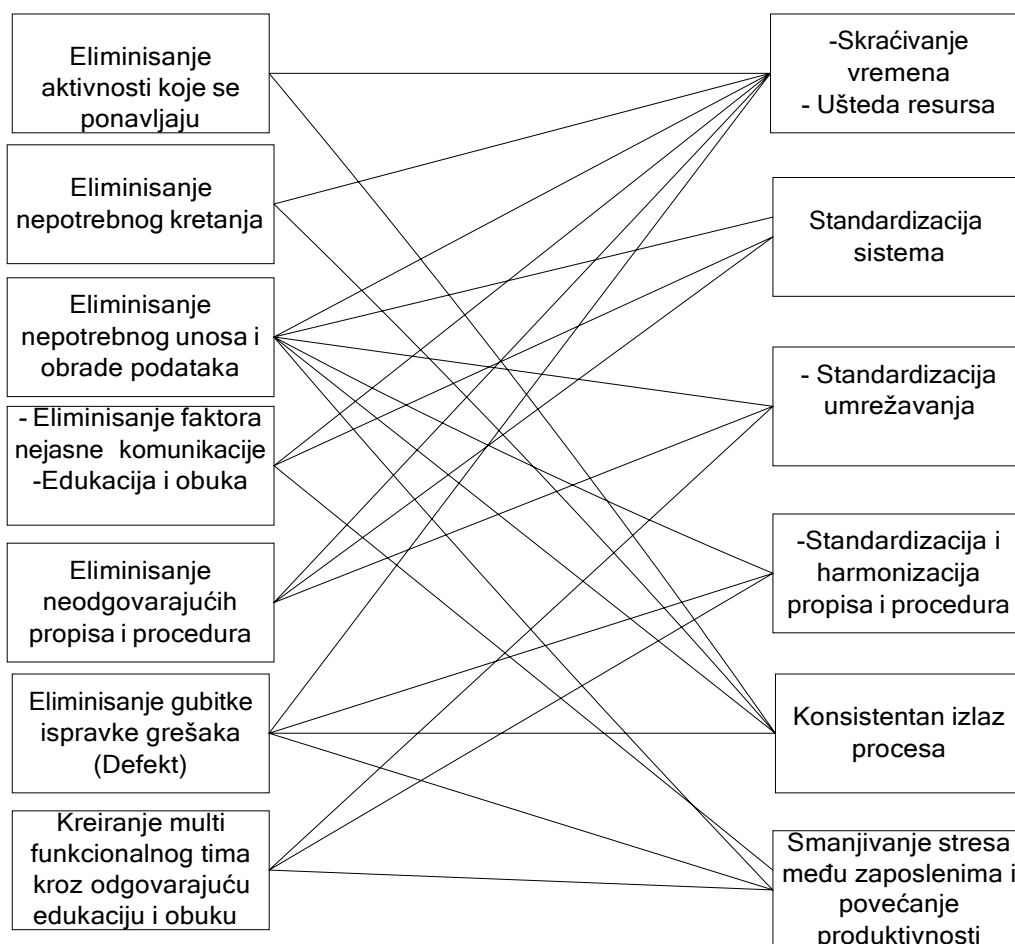 Eliminisanje
aktivnosti koje se
ponavljaju
Eliminisanje
nepotrebnog kretanja
Eliminisanje
nepotrebnog unosa i
obrade podataka
- Eliminisanje faktora
nejasne komunikacije
-Edukacija i obuka
Eliminisanje
neodgovarajućih
propisa i procedura
Eliminisanje gubitke
ispravke grešaka
(Defekt)
Kreiranje multi
funkcionalnog tima
kroz odgovarajuću
edukaciju i obuku
-Skraćivanje
vremena
- Ušteda resursa
Standardizacija
sistema
- Standardizacija
umrežavanja
-Standardizacija i
harmonizacija
propisa i procedura
Konsistentan izlaz
procesa
Smanjivanje stresa
među zaposlenima i
povećanje
produktivnosti